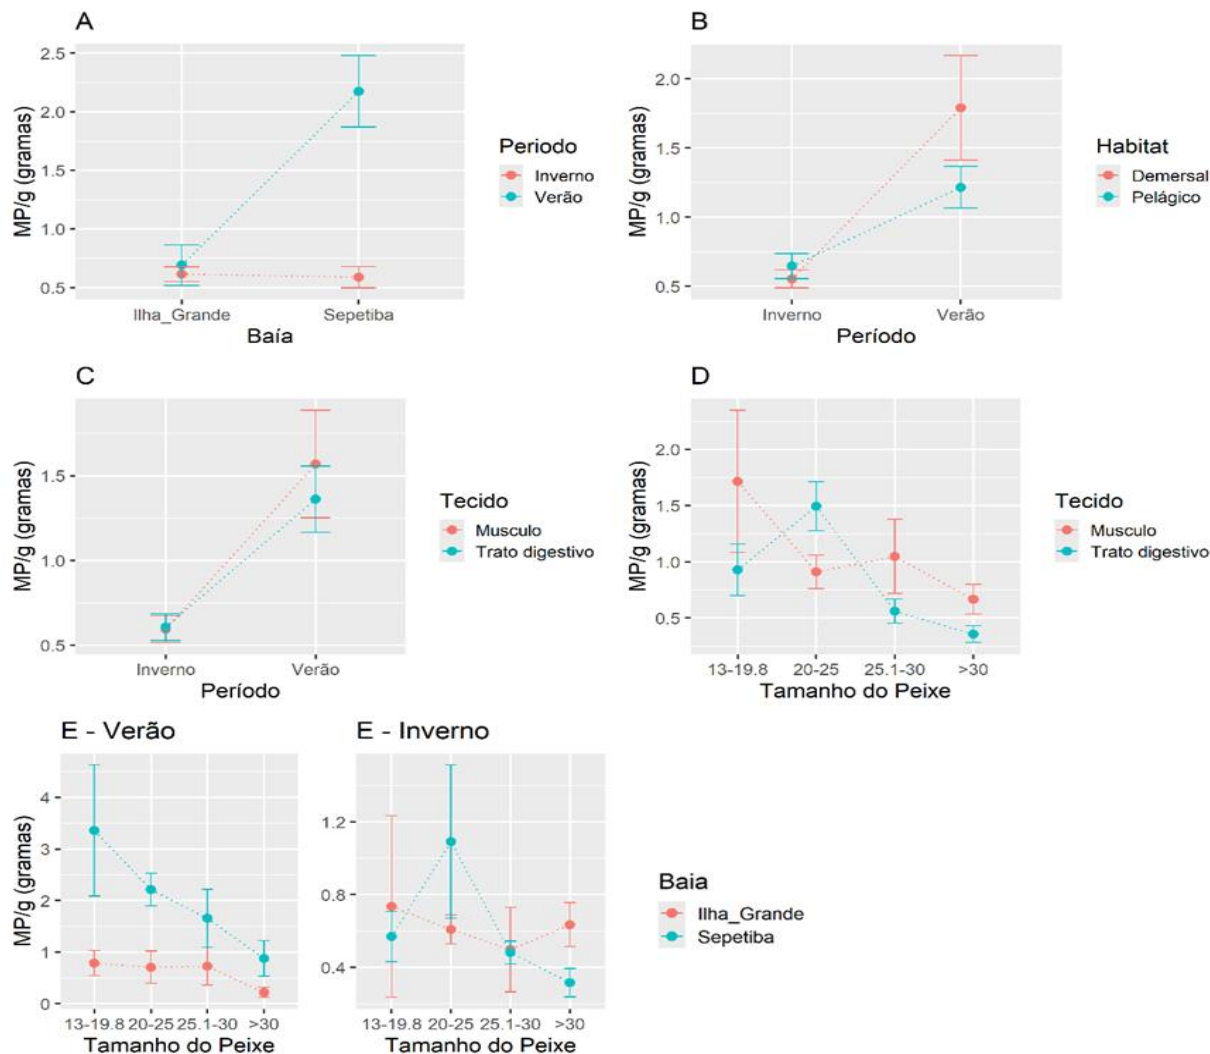 A
MP/g (gramas)
2.5
2.0
1.5
1.0
0.5
Ilha_Grande Sepetiba
Baía
Periodo
Inverno
Verão
B
MP/g (gramas)
2.0
1.5
1.0
0.5
Inverno Verão
Período
Habitat
Demersal
Pelágico
C
MP/g (gramas)
1.5
1.0
0.5
Inverno Verão
Período
Tecido
Musculo
Trato digestivo
D
MP/g (gramas)
2.0
1.5
1.0
0.5
13-19.8 20-25 25.1-30 >30
Tamanho do Peixe
Tecido
Musculo
Trato digestivo
E - Verão
MP/g (gramas)
4
3
2
1
0
13-19.8 20-25 25.1-30 >30
Tamanho do Peixe
E - Inverno
1.2
0.8
0.4
13-19.8 20-25 25.1-30 >30
Tamanho do Peixe
Baia
Ilha_Grande
Sepetiba